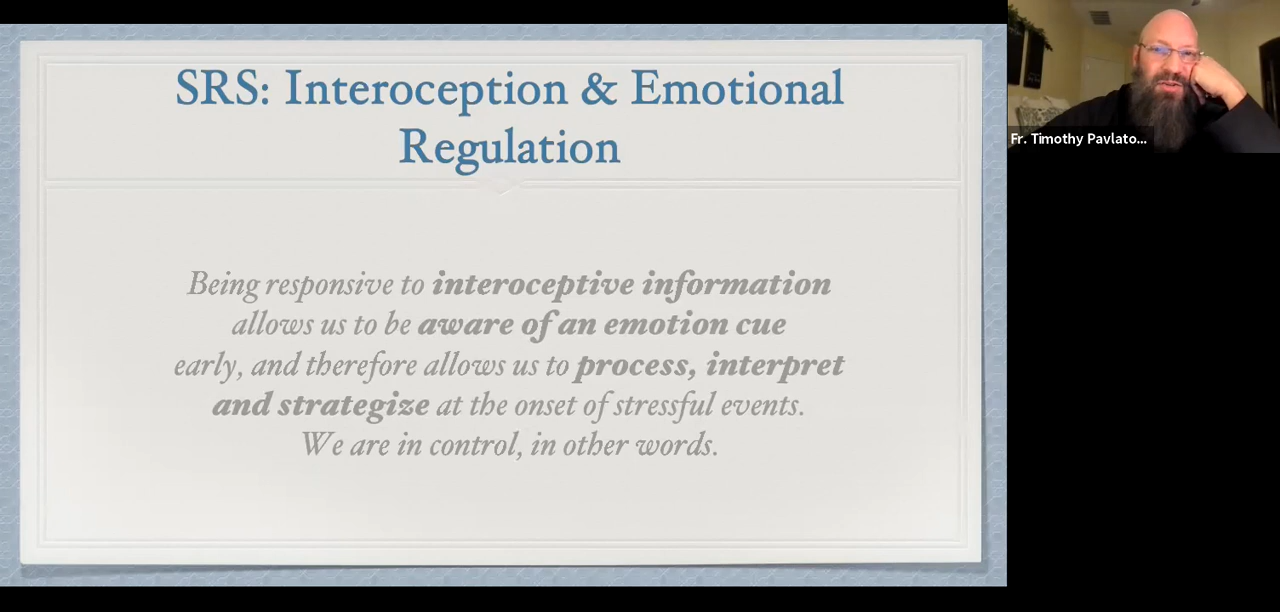 SRS: Interoception & Emotional
Regulation
Being responsive to interoceptive information
allows us to be aware of an emotion cue
early, and therefore allows us to process, interpret
and strategize at the onset of stressful events.
We are in control, in other words.
Fr. Timothy Pavlato...